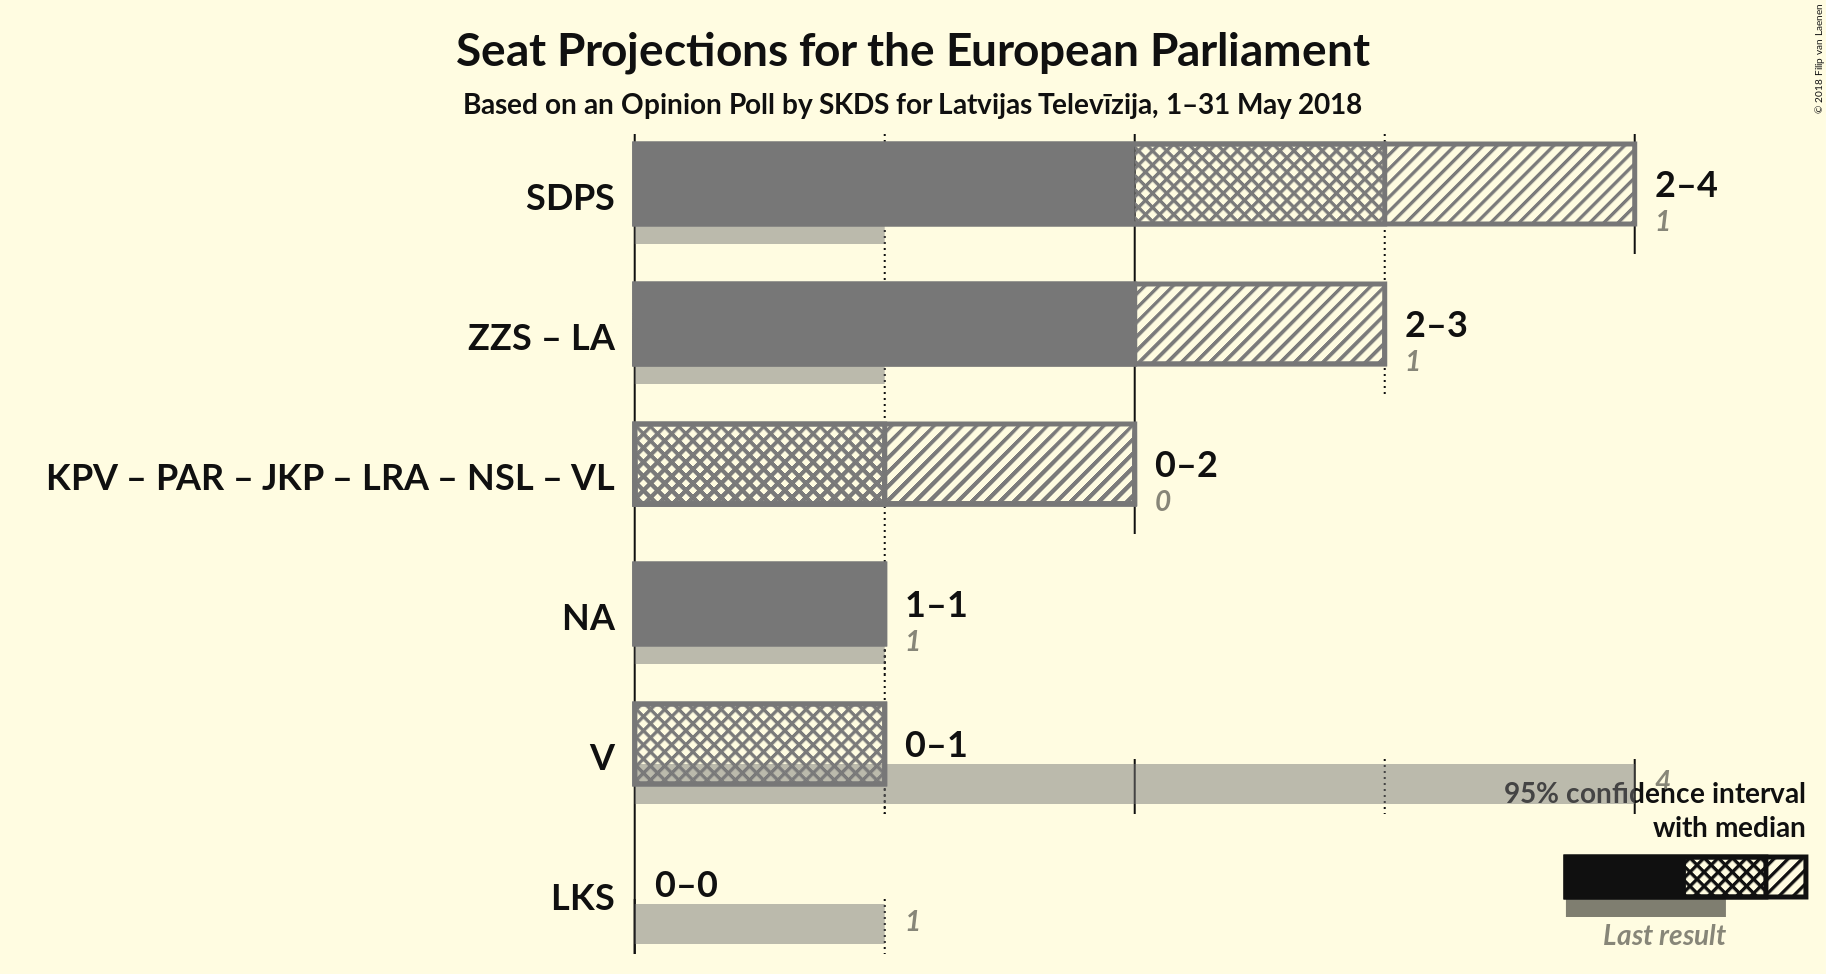 Seat Projections for the European Parliament
Based on an Opinion Poll by SKDS for Latvijas Televīzija, 1–31 May 2018
© 2018 Filip van Laenen
SDPS
2–4
1
ZZS – LA
2–3
1
KPV – PAR – JKP – LRA – NSL – VL
0–2
0
NA
1–1
1
V
0–1
4
LKS
0–0
1
95% confidence interval
with median
Last result